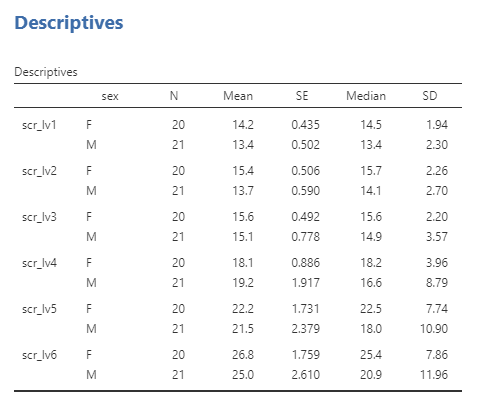 Descriptives
Descriptives
sex N Mean SE Median SD
scr_lv1 F 20 14.2 0.435 14.5 1.94
M 21 13.4 0.502 13.4 2.30
scr_lv2 F 20 15.4 0.506 15.7 2.26
M 21 13.7 0.590 14.1 2.70
scr_lv3 F 20 15.6 0.492 15.6 2.20
M 21 15.1 0.778 14.9 3.57
scr_lv4 F 20 18.1 0.886 18.2 3.96
M 21 19.2 1.917 16.6 8.79
scr_lv5 F 20 22.2 1.731 22.5 7.74
M 21 21.5 2.379 18.0 10.90
scr_lv6 F 20 26.8 1.759 25.4 7.86
M 21 25.0 2.610 20.9 11.96